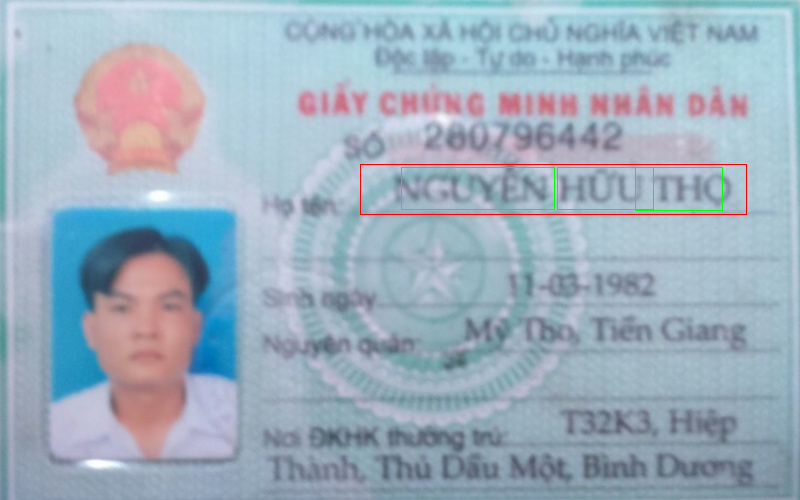 CỘNG HÒA XÃ HỘI CHỦ NGHĨA VIỆT NAM
Độc lập - Tự do - Hạnh phúc
GIẤY CHỨNG MINH NHÂN DÂN
SỐ 280796442
Họ tên: NGUYỄN HỮU THỌ
Sinh ngày 11-03-1982
Nguyên quán: Mỹ Tho, Tiền Giang
Nơi ĐKHK thường trú: T32K3, Hiệp
Thành, Thủ Dầu Một, Bình Dương